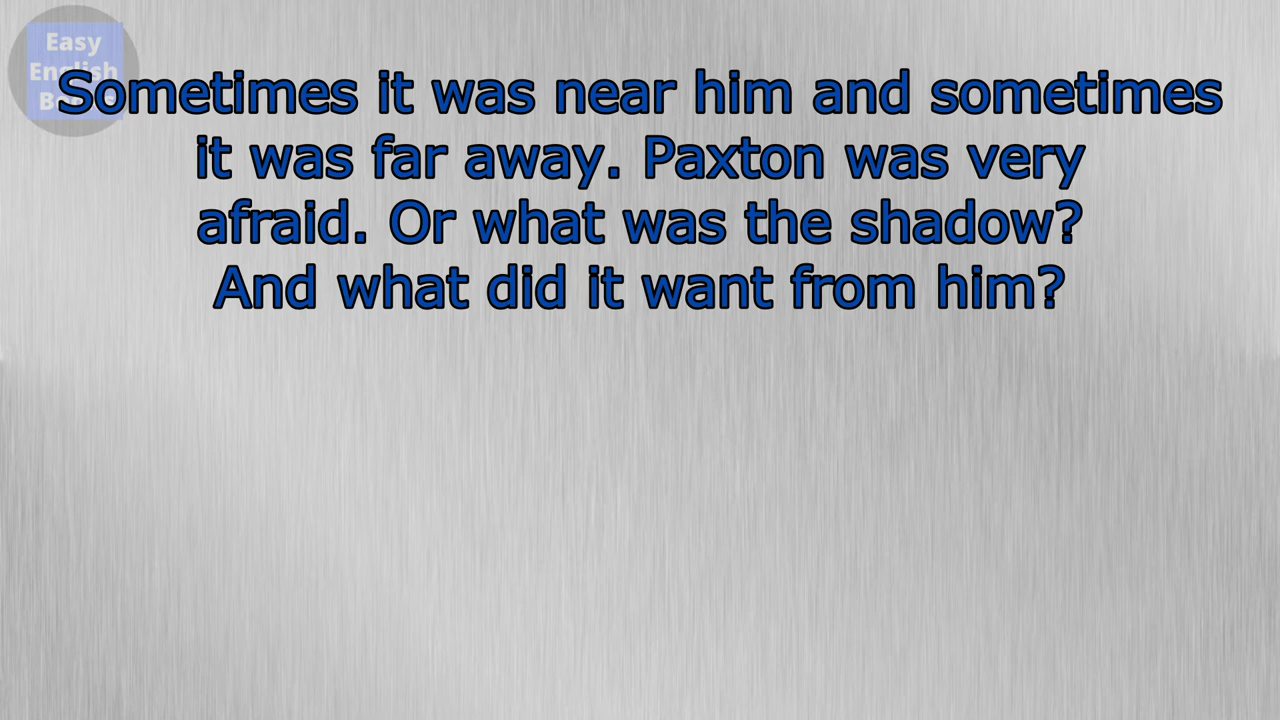 Easy
English
Sometimes it was near him and sometimes
it was far away. Paxton was very
afraid. Or what was the shadow?
And what did it want from him?